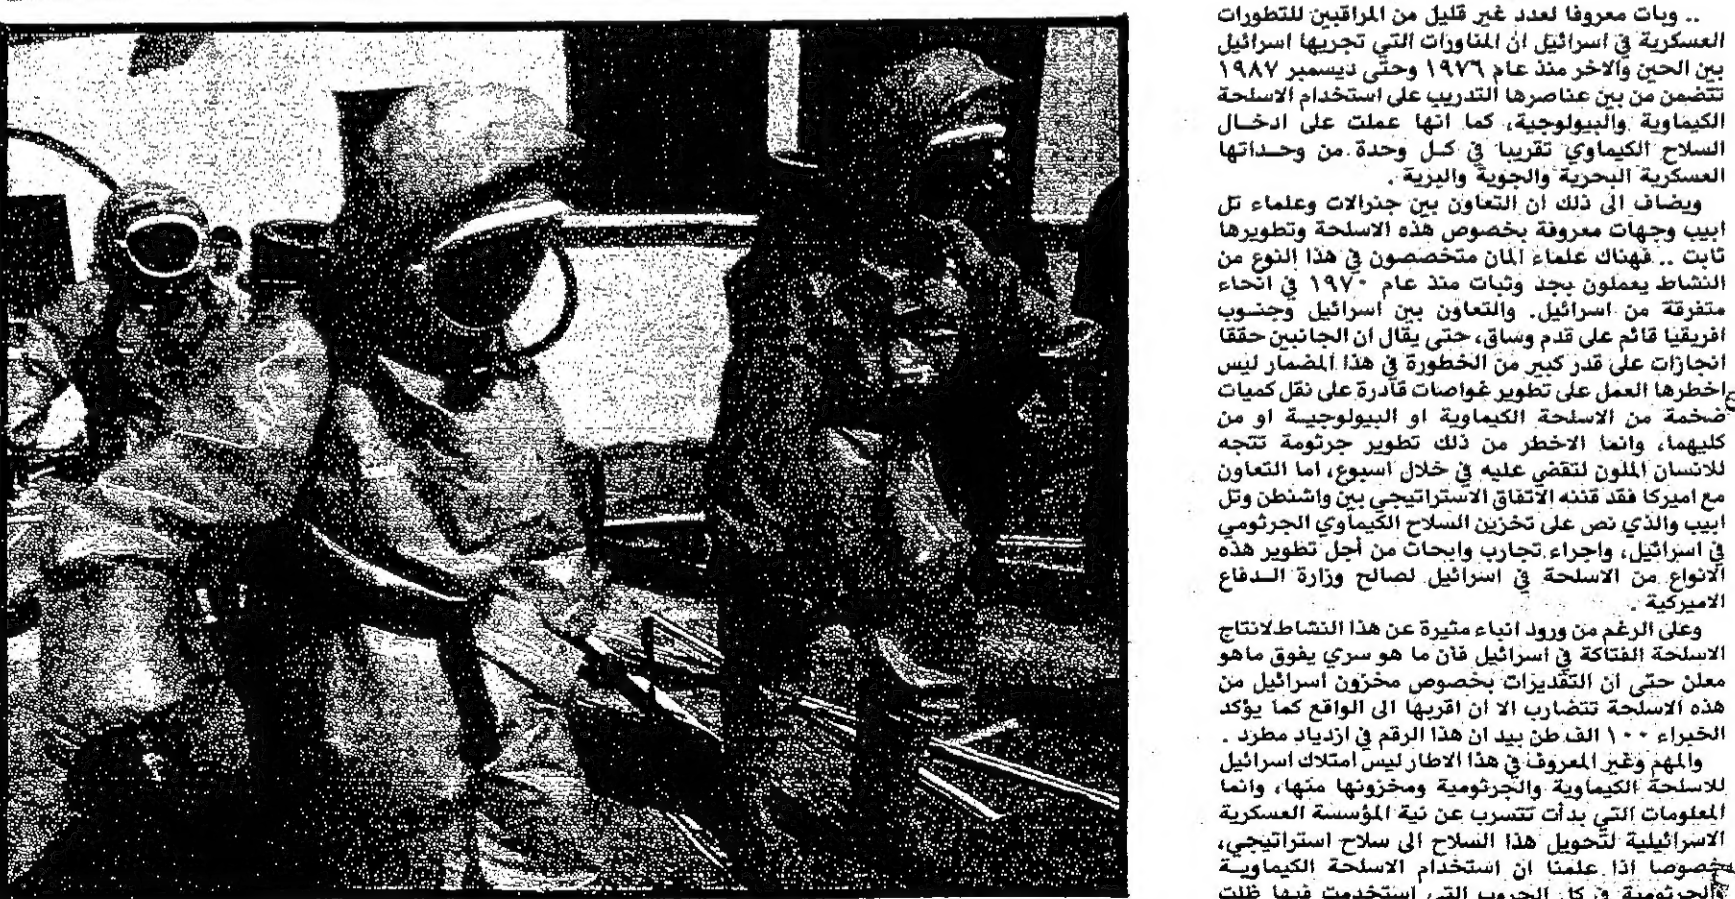 .. وبات معروفا لعدد غير قليل من المراقبين للتطورات
العسكرية في اسرائيل ان المناورات التي تجريها اسرائيل
بين الحين والاخر منذ عام ١٩٧٦ وحتى ديسمبر ١٩٨٧
تتضمن من بين عناصرها التدريب على استخدام الاسلحة
الكيماوية والبيولوجية، كما انها عملت على ادخال
السلاح الكيماوي تقريبا في كل وحدة من وحداتها
العسكرية البحرية والجوية والبرية .
ويضاف الى ذلك ان التعاون بين جنرالات وعلماء تل
ابيب وجهات معروفة بخصوص هذه الاسلحة وتطويرها
ثابت .. فهناك علماء المان متخصصون في هذا النوع من
النشاط يعملون بجد وثبات منذ عام ١٩٧٠ في انحاء
متفرقة من اسرائيل. والتعاون بين اسرائيل وجنوب
افريقيا قائم على قدم وساق، حتى يقال ان الجانبين حققا
انجازات على قدر كبير من الخطورة في هذا المضمار ليس
اخطرها العمل على تطوير غواصات قادرة على نقل كميات
ضخمة من الاسلحة الكيماوية او البيولوجية او من
كليهما، وانما الاخطر من ذلك تطوير جرثومة تتجه
للانسان الملون لتقضي عليه في خلال اسبوع، اما التعاون
مع اميركا فقد قننه الاتفاق الاستراتيجي بين واشنطن وتل
ابيب والذي نص على تخزين السلاح الكيماوي الجرثومي
في اسرائيل، واجراء تجارب وابحاث من أجل تطوير هذه
الانواع من الاسلحة في اسرائيل لصالح وزارة الدفاع
الاميركية .
وعلى الرغم من ورود انباء مثيرة عن هذا النشاط لانتاج
الاسلحة الفتاكة في اسرائيل فان ما هو سري يفوق ماهو
معلن حتى ان التقديرات بخصوص مخزون اسرائيل من
هذه الاسلحة تتضارب الا ان اقربها الى الواقع كما يؤكد
الخبراء ١٠٠ الف طن بيد ان هذا الرقم في ازدياد مطرد .
والمهم وغير المعروف في هذا الاطار ليس امتلاك اسرائيل
للاسلحة الكيماوية والجرثومية ومخزونها منها، وانما
المعلومات التي بدأت تتسرب عن نية المؤسسة العسكرية
الاسرائيلية لتحويل هذا السلاح الى سلاح استراتيجي،
خصوصا اذا علمنا ان استخدام الاسلحة الكيماوية
والجرثومية في كل الحروب التي استخدمت فيها ظلت